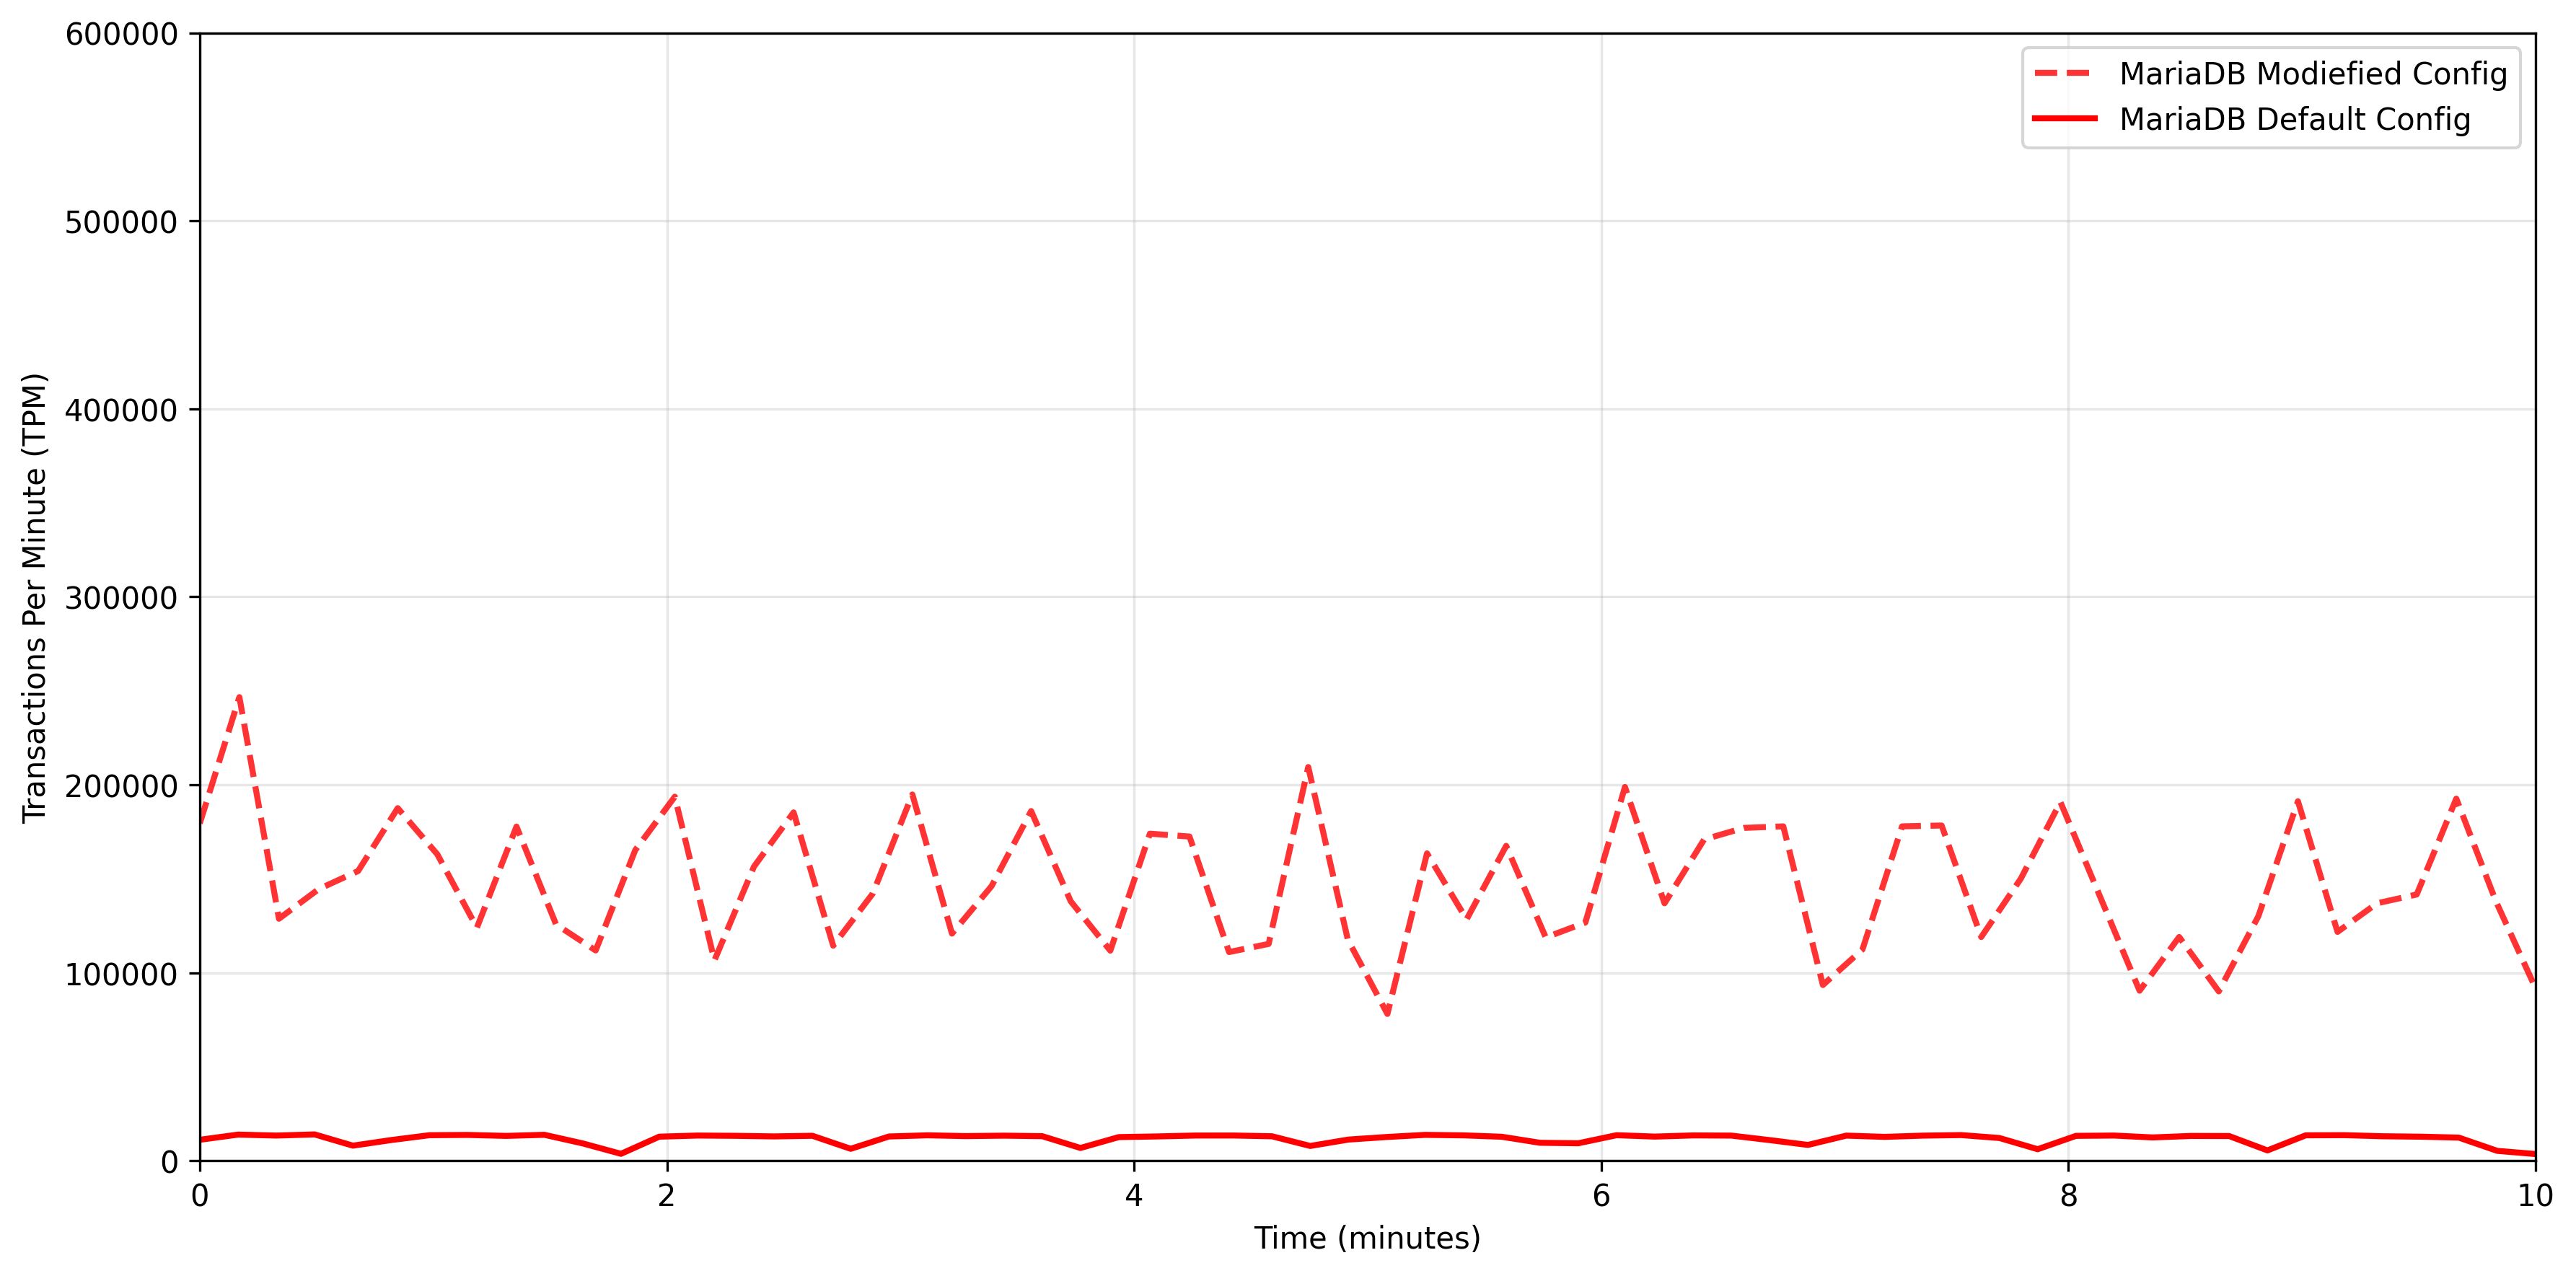 600000
500000
400000
300000
200000
100000
0
Transactions Per Minute (TPM)
MariaDB Modiefied Config
MariaDB Default Config
0 2 4 6 8 10
Time (minutes)